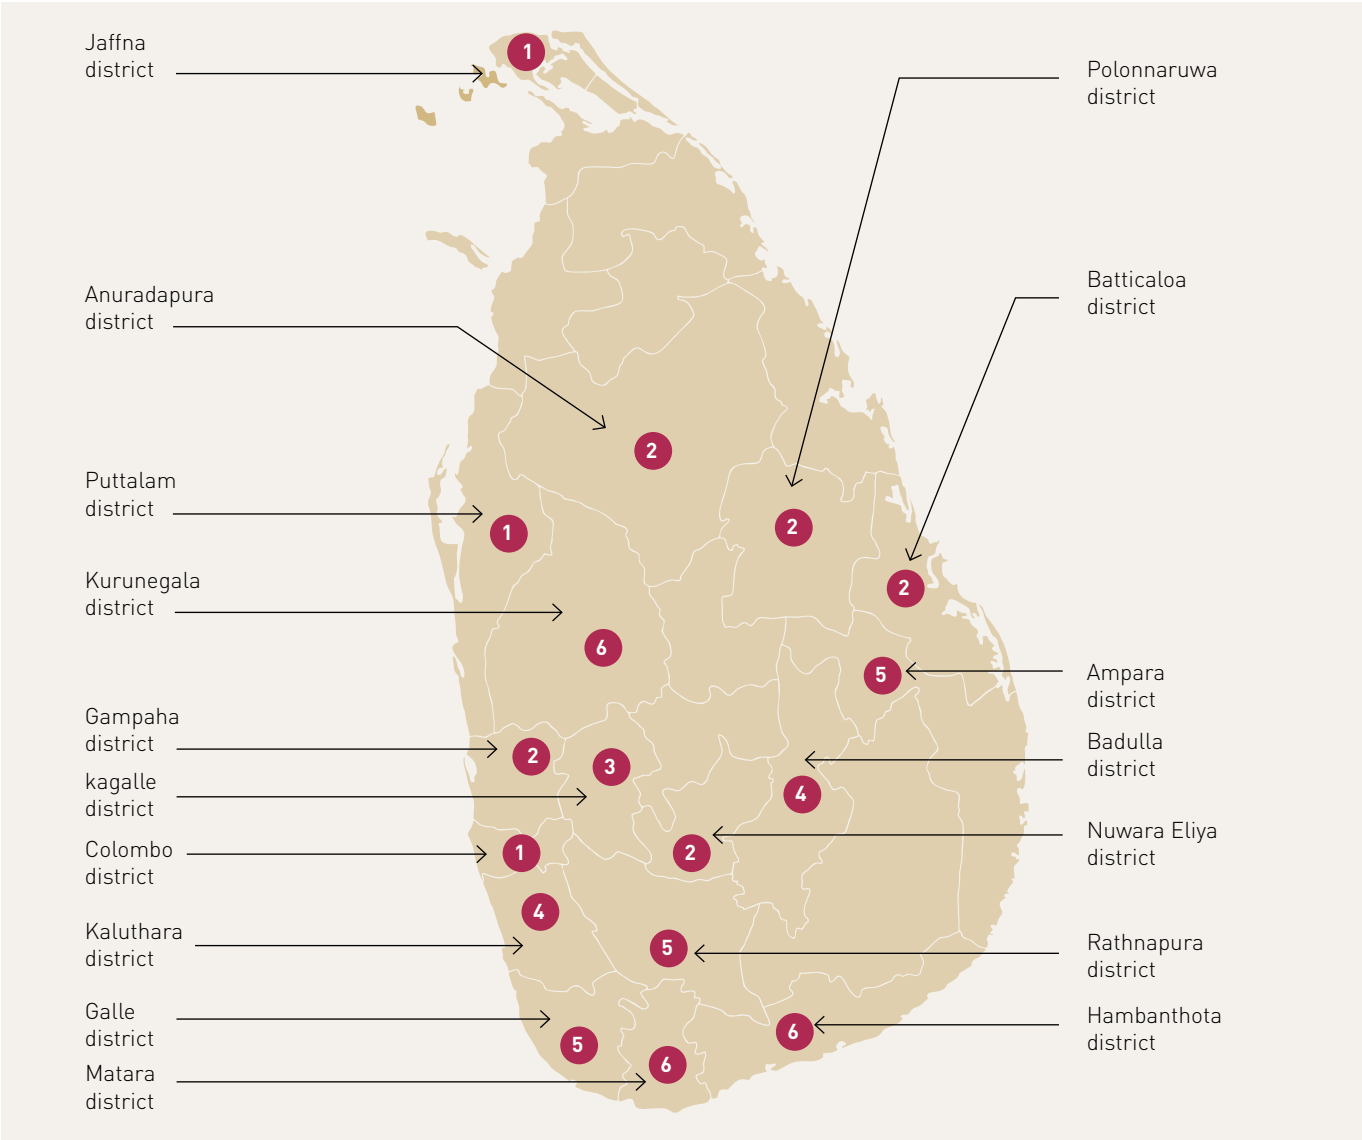 Jaffna
district
1
Polonnaruwa
district
Anuradapura
district
Batticaloa
district
2
Puttalam
district
1
2
2
Kurunegala
district
6
5
Ampara
district
Gampaha
district
2
3
Badulla
district
kagalle
district
4
Colombo
district
1
2
Nuwara Eliya
district
4
Kaluthara
district
5
Rathnapura
district
Galle
district
5
6
Hambanthota
district
Matara
district
6